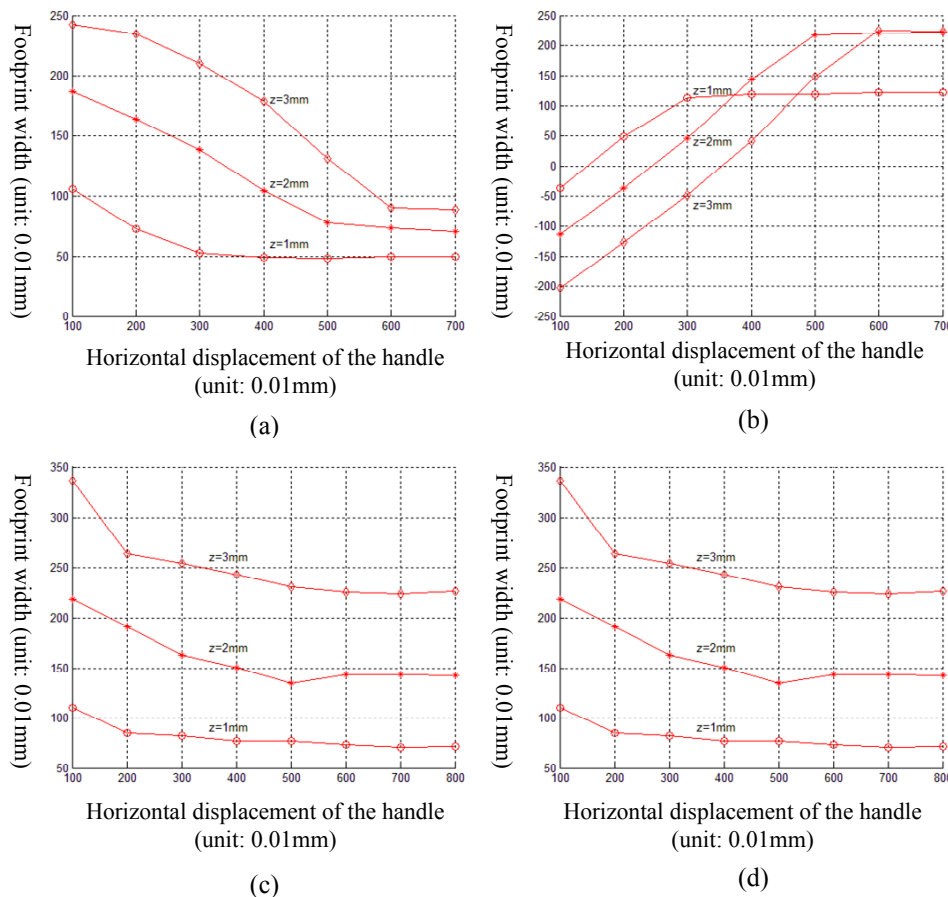 Footprint width (unit: 0.01mm)
250
200
150
100
50
0
z=3mm
z=2mm
z=1mm
100 200 300 400 500 600 700
Horizontal displacement of the handle
(unit: 0.01mm)
(a)
Footprint width (unit: 0.01mm)
250
200
150
100
50
0
-50
-100
-150
-200
-250
z=1mm
z=2mm
z=3mm
100 200 300 400 500 600 700
Horizontal displacement of the handle
(unit: 0.01mm)
(b)
Footprint width (unit: 0.01mm)
350
300
250
200
150
100
50
z=3mm
z=2mm
z=1mm
100 200 300 400 500 600 700 800
Horizontal displacement of the handle
(unit: 0.01mm)
(c)
Footprint width (unit: 0.01mm)
350
300
250
200
150
100
50
z=3mm
z=2mm
z=1mm
100 200 300 400 500 600 700 800
Horizontal displacement of the handle
(unit: 0.01mm)
(d)